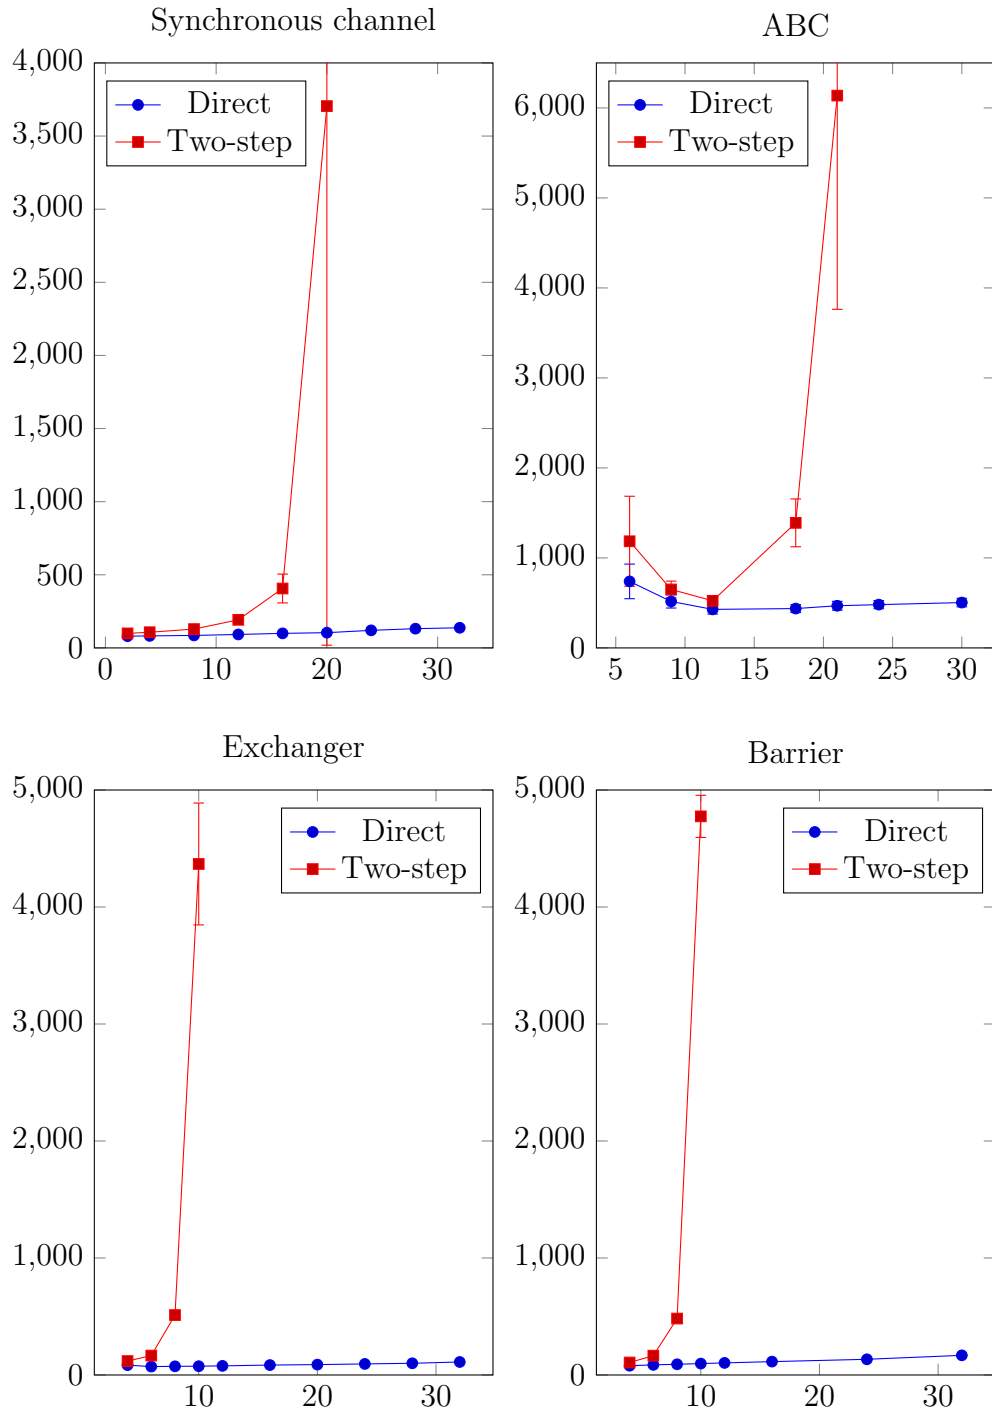 Synchronous channel
4,000
3,500
3,000
2,500
2,000
1,500
1,000
500
0
0 10 20 30
Direct
Two-step
ABC
6,000
5,000
4,000
3,000
2,000
1,000
0
5 10 15 20 25 30
Direct
Two-step
Exchanger
5,000
4,000
3,000
2,000
1,000
0
10 20 30
Direct
Two-step
Barrier
5,000
4,000
3,000
2,000
1,000
0
10 20 30
Direct
Two-step